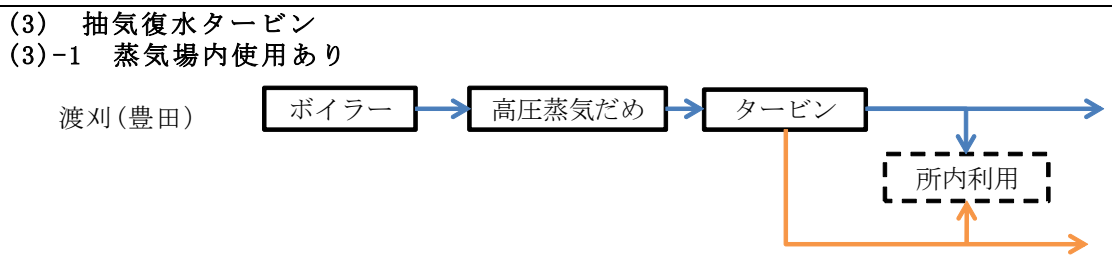 (3) 抽気復水タービン
(3)-1 蒸気場内使用あり
渡刈(豊田) ボイラー 高圧蒸気だめ タービン
所内利用